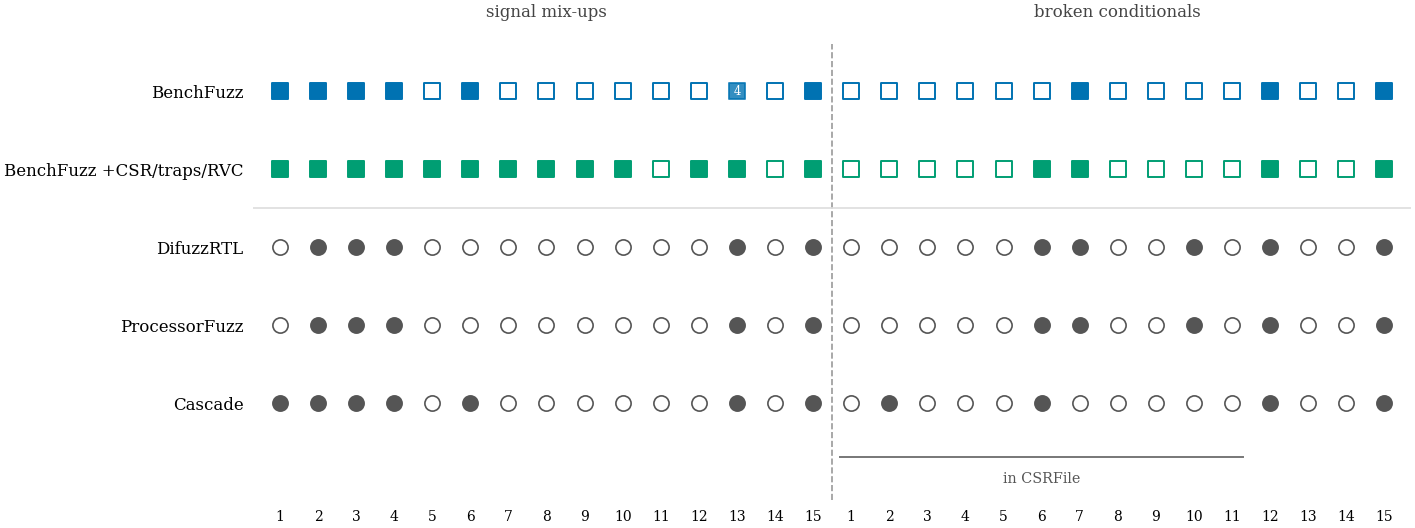 signal mix-ups broken conditionals
BenchFuzz
4
BenchFuzz +CSR/traps/RVC
DifuzzRTL
ProcessorFuzz
Cascade
in CSRFile
1 2 3 4 5 6 7 8 9 10 11 12 13 14 15 1 2 3 4 5 6 7 8 9 10 11 12 13 14 15